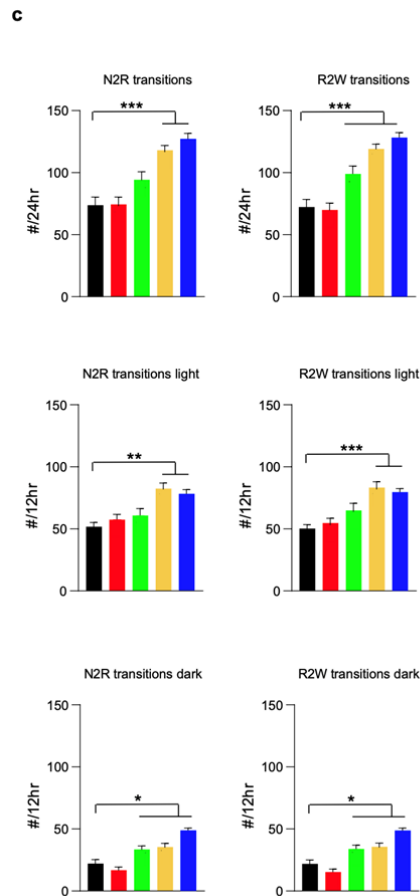 c
N2R transitions
R2W transitions
150
100
50
0
#/24hr
***
150
100
50
0
#/24hr
***
N2R transitions light
R2W transitions light
150
100
50
0
#/12hr
**
150
100
50
0
#/12hr
***
N2R transitions dark
R2W transitions dark
150
100
50
0
#/12hr
*
150
100
50
0
#/12hr
*